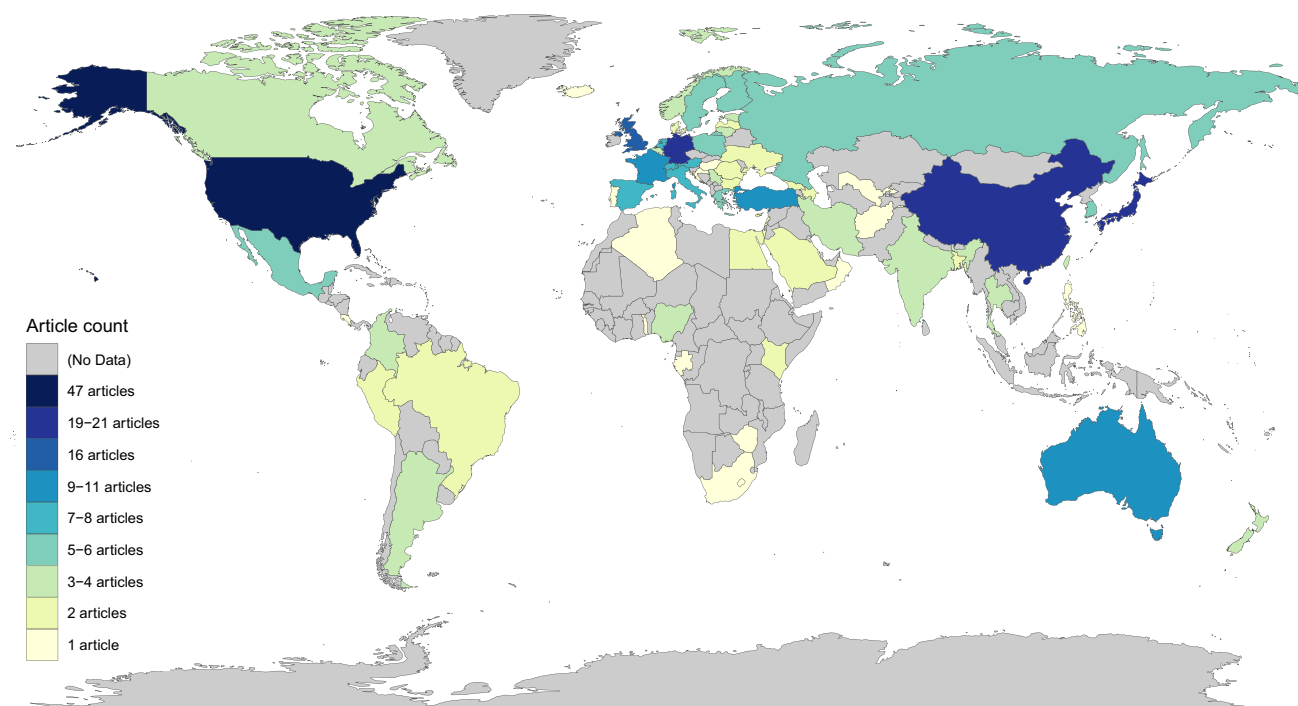 Article count
(No Data)
47 articles
19−21 articles
16 articles
9−11 articles
7−8 articles
5−6 articles
3−4 articles
2 articles
1 article